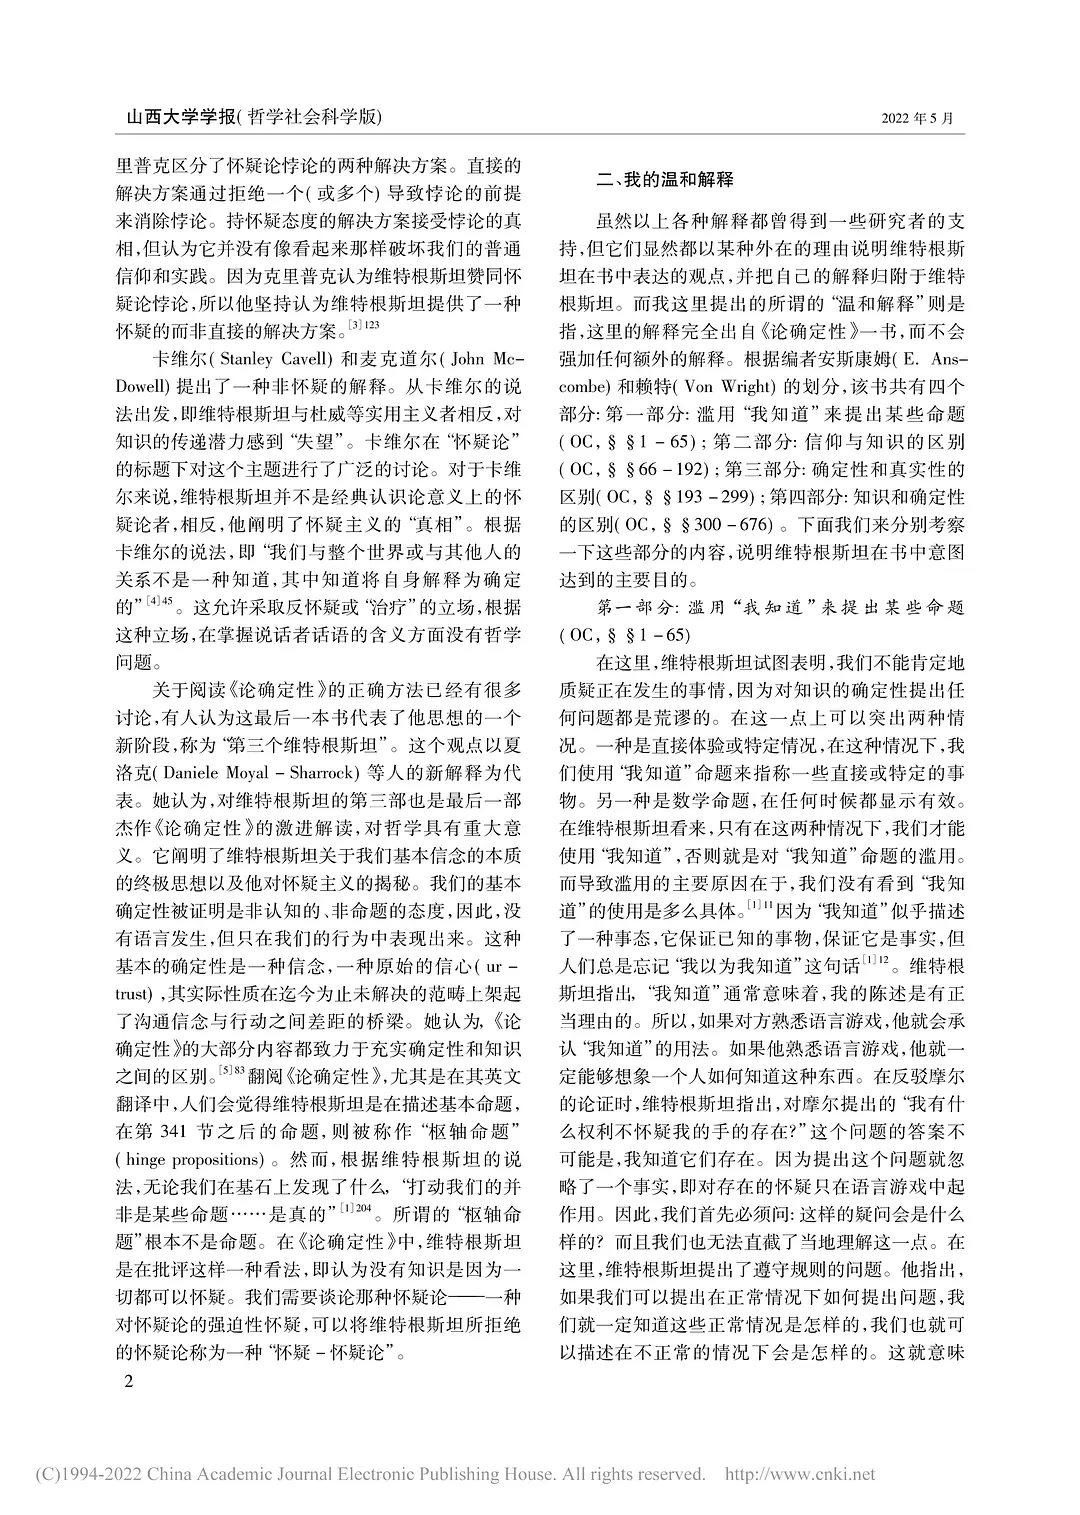 山西大学学报(哲学社会科学版)
2022年5月
里普克区分了怀疑论悖论的两种解决方案。直接的
解决方案通过拒绝一个(或多个)导致悖论的前提
来消除悖论。持怀疑态度的解决方案接受悖论的真
相,但认为它并没有像看起来那样破坏我们的普通
信仰和实践。因为克里普克认为维特根斯坦赞同怀
疑论悖论,所以他坚持认为维特根斯坦提供了一种
怀疑的而非直接的解决方案。[3]123
卡维尔(Stanley Cavell)和麦克道尔(John Mc-
Dowell)提出了一种非怀疑的解释。从卡维尔的说
法出发,即维特根斯坦与杜威等实用主义者相反,对
知识的传递潜力感到“失望”。卡维尔在“怀疑论”
的标题下对这个主题进行了广泛的讨论。对于卡维
尔来说,维特根斯坦并不是经典认识论意义上的怀
疑论者,相反,他阐明了怀疑主义的“真相”。根据
卡维尔的说法,即“我们与整个世界或与其他人的
关系不是一种知道,其中知道将自身解释为确定
的”[4]45。这允许采取反怀疑或“治疗”的立场,根据
这种立场,在掌握说话者话语的含义方面没有哲学
问题。
关于阅读《论确定性》的正确方法已经有很多
讨论,有人认为这最后一本书代表了他思想的一个
新阶段,称为“第三个维特根斯坦”。这个观点以夏
洛克(Daniele Moyal-Sharrock)等人的新解释为代
表。她认为,对维特根斯坦的第三部也是最后一部
杰作《论确定性》的激进解读,对哲学具有重大意
义。它阐明了维特根斯坦关于我们基本信念的本质
的终极思想以及他对怀疑主义的揭秘。我们的基本
确定性被证明是非认知的、非命题的态度,因此,没
有语言发生,但只在我们的行为中表现出来。这种
基本的确定性是一种信念,一种原始的信心(ur-
trust),其实际性质在迄今为止未解决的范畴上架起
了沟通信念与行动之间差距的桥梁。她认为,《论
确定性》的大部分内容都致力于充实确定性和知识
之间的区别。[5]83翻阅《论确定性》,尤其是在其英文
翻译中,人们会觉得维特根斯坦是在描述基本命题,
在第341节之后的命题,则被称作“枢轴命题”
(hinge propositions)。然而,根据维特根斯坦的说
法,无论我们在基石上发现了什么,“打动我们的并
非是某些命题……是真的”[1]204。所谓的“枢轴命
题”根本不是命题。在《论确定性》中,维特根斯坦
是在批评这样一种看法,即认为没有知识是因为一
切都可以怀疑。我们需要谈论那种怀疑论——一种
对怀疑论的强迫性怀疑,可以将维特根斯坦所拒绝
的怀疑论称为一种“怀疑-怀疑论”。
2
二、我的温和解释
虽然以上各种解释都曾得到一些研究者的支
持,但它们显然都以某种外在的理由说明维特根斯
坦在书中表达的观点,并把自己的解释归附于维特
根斯坦。而我这里提出的所谓的“温和解释”则是
指,这里的解释完全出自《论确定性》一书,而不会
强加任何额外的解释。根据编者安斯康姆(E. Ans-
combe)和赖特(Von Wright)的划分,该书共有四个
部分:第一部分:滥用“我知道”来提出某些命题
(OC,§§1-65);第二部分:信仰与知识的区别
(OC,§§66-192);第三部分:确定性和真实性的
区别(OC,§§193-299);第四部分:知识和确定性
的区别(OC,§§300-676)。下面我们来分别考察
一下这些部分的内容,说明维特根斯坦在书中意图
达到的主要目的。
第一部分:滥用“我知道”来提出某些命题
(OC,§§1-65)
在这里,维特根斯坦试图表明,我们不能肯定地
质疑正在发生的事情,因为对知识的确定性提出任
何问题都是荒谬的。在这一点上可以突出两种情
况。一种是直接体验或特定情况,在这种情况下,我
们使用“我知道”命题来指称一些直接或特定的事
物。另一种是数学命题,在任何时候都显示有效。
在维特根斯坦看来,只有在这两种情况下,我们才能
使用“我知道”,否则就是对“我知道”命题的滥用。
而导致滥用的主要原因在于,我们没有看到“我知
道”的使用是多么具体。[1]11因为“我知道”似乎描述
了一种事态,它保证已知的事物,保证它是事实,但
人们总是忘记“我以为我知道”这句话[1]12。维特根
斯坦指出,“我知道”通常意味着,我的陈述是有正
当理由的。所以,如果对方熟悉语言游戏,他就会承
认“我知道”的用法。如果他熟悉语言游戏,他就一
定能够想象一个人如何知道这种东西。在反驳摩尔
的论证时,维特根斯坦指出,对摩尔提出的“我有什
么权利不怀疑我的手的存在?”这个问题的答案不
可能是,我知道它们存在。因为提出这个问题就忽
略了一个事实,即对存在的怀疑只在语言游戏中起
作用。因此,我们首先必须问:这样的疑问会是什么
样的?而且我们也无法直截了当地理解这一点。在
这里,维特根斯坦提出了遵守规则的问题。他指出,
如果我们可以提出在正常情况下如何提出问题,我
们就一定知道这些正常情况是怎样的,我们也就可
以描述在不正常的情况下会是怎样的。这就意味
(C)1994-2022 China Academic Journal Electronic Publishing House. All rights reserved. http://www.cnki.net